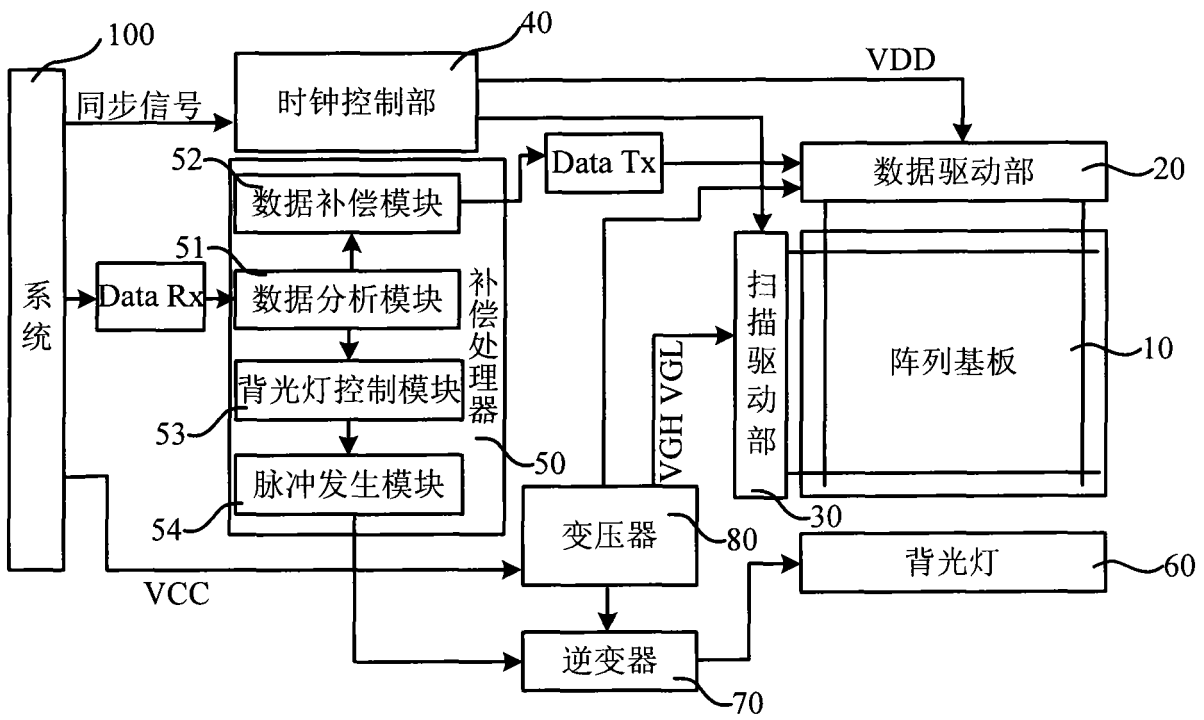 100
40
VDD
同步信号
时钟控制部
52
Data Tx
数据驱动部
20
数据补偿模块
51
系统
Data Rx
数据分析模块
补偿处理器
扫描驱动部
阵列基板
10
背光灯控制模块
53
VGH VGL
50
脉冲发生模块
54
30
变压器
80
VCC
背光灯
60
逆变器
70